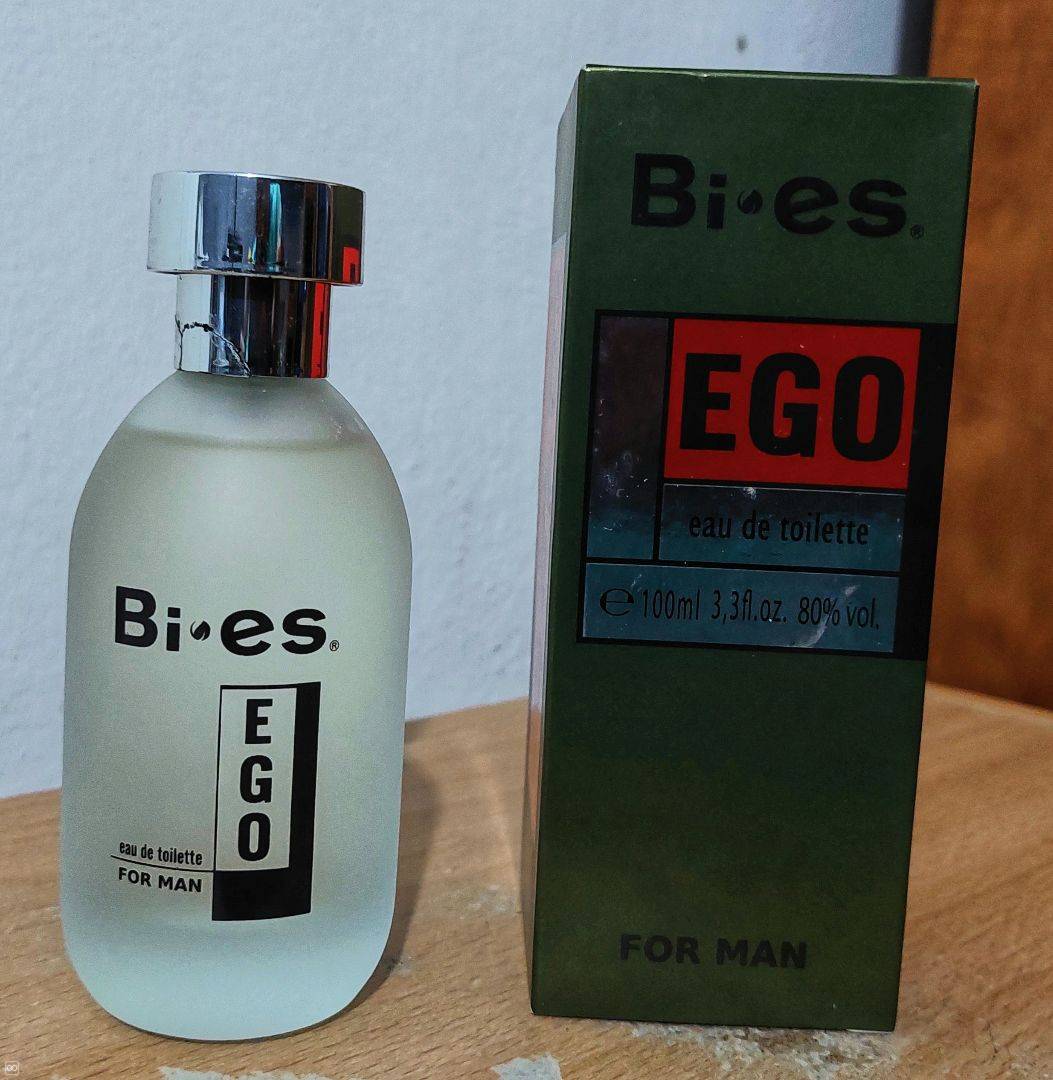 Bi•es®
EGO
eau de toilette
FOR MAN
Bi•es®
EGO
eau de toilette
℮ 100ml 3,3fl.oz. 80% vol.
FOR MAN